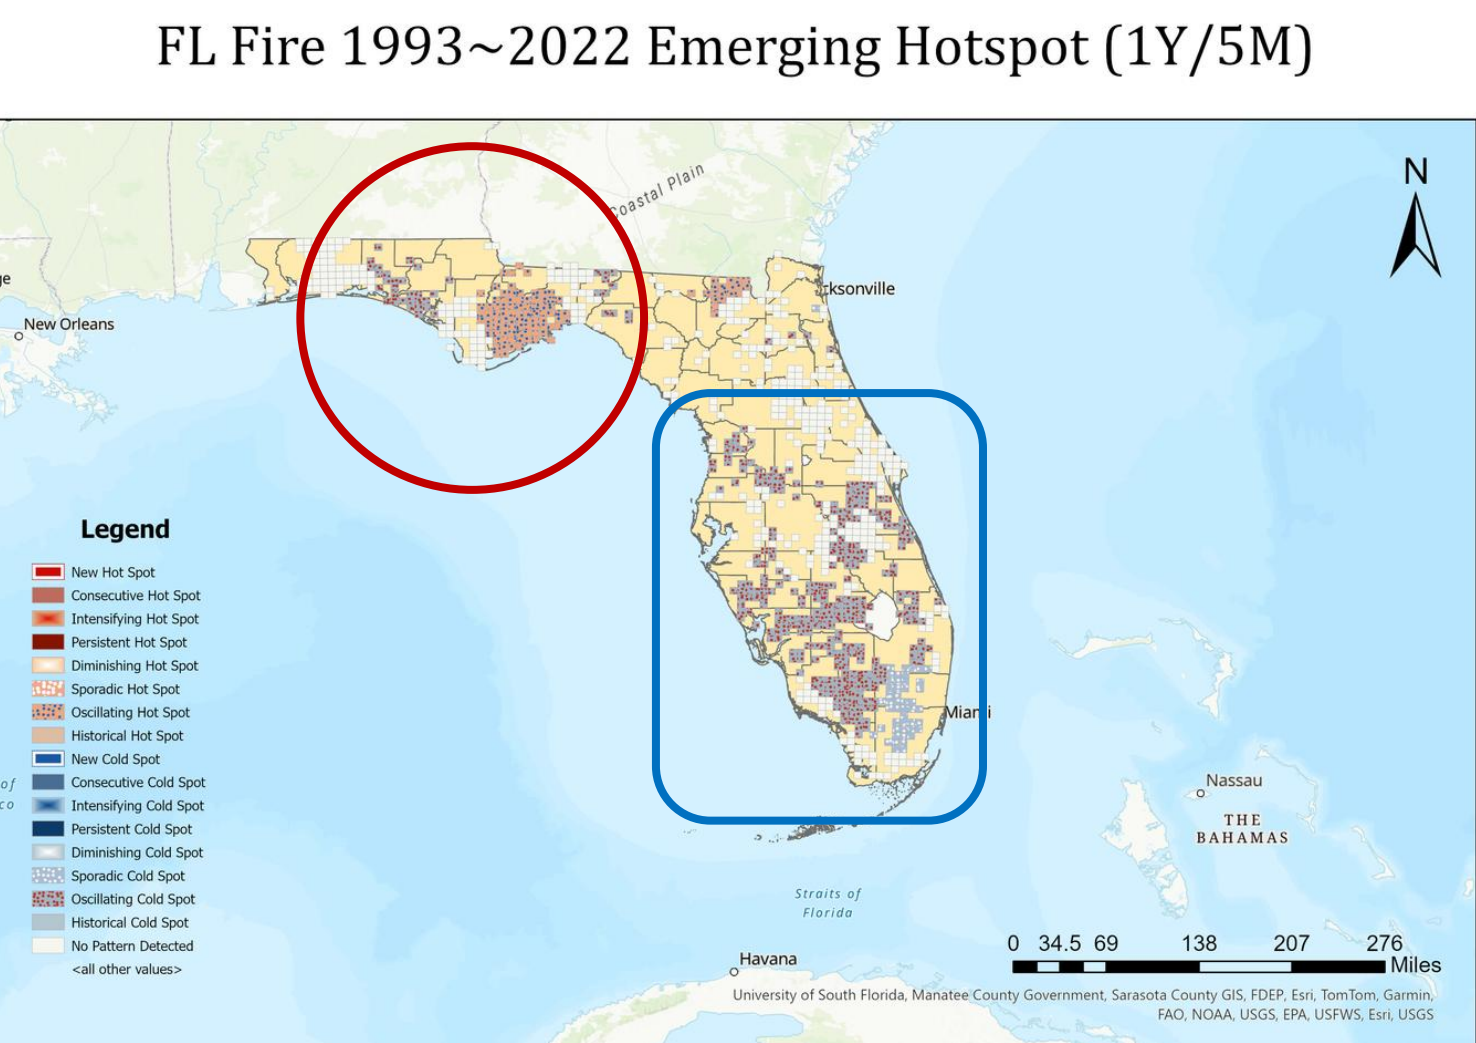 FL Fire 1993~2022 Emerging Hotspot (1Y/5M)
Coastal Plain
N
ge
ksonville
New Orleans
Legend
New Hot Spot
Consecutive Hot Spot
Intensifying Hot Spot
Persistent Hot Spot
Diminishing Hot Spot
Sporadic Hot Spot
Oscillating Hot Spot
Historical Hot Spot
New Cold Spot
Consecutive Cold Spot
Intensifying Cold Spot
Persistent Cold Spot
Diminishing Cold Spot
Sporadic Cold Spot
Oscillating Cold Spot
Historical Cold Spot
No Pattern Detected
<all other values>
of
co
Miami
Nassau
THE
BAHAMAS
Straits of
Florida
Havana
0 34.5 69 138 207 276
Miles
University of South Florida, Manatee County Government, Sarasota County GIS, FDEP, Esri, TomTom, Garmin,
FAO, NOAA, USGS, EPA, USFWS, Esri, USGS